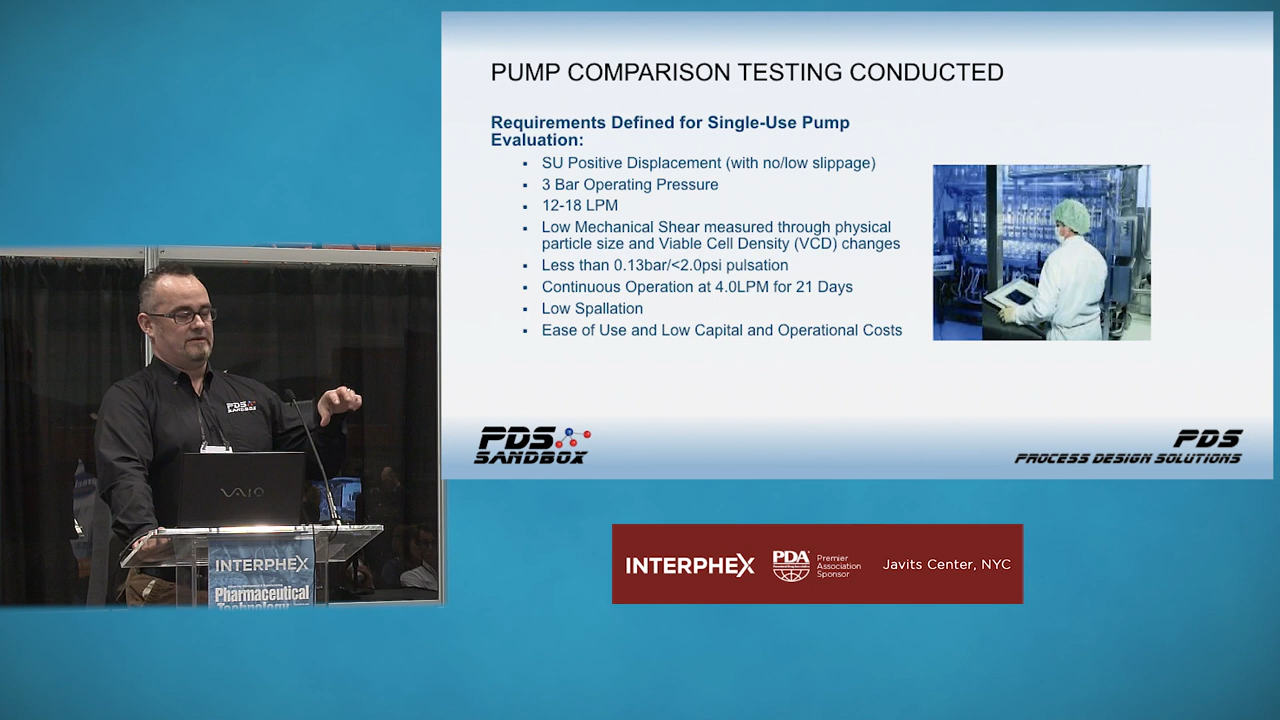 PUMP COMPARISON TESTING CONDUCTED
Requirements Defined for Single-Use Pump
Evaluation:
▪ SU Positive Displacement (with no/low slippage)
▪ 3 Bar Operating Pressure
▪ 12-18 LPM
▪ Low Mechanical Shear measured through physical
particle size and Viable Cell Density (VCD) changes
▪ Less than 0.13bar/<2.0psi pulsation
▪ Continuous Operation at 4.0LPM for 21 Days
▪ Low Spallation
▪ Ease of Use and Low Capital and Operational Costs
PDS
SANDBOX
PDS
PROCESS DESIGN SOLUTIONS
PDS
SANDBOX
VAIO
INTERPHEX
Pharmaceutical
Technology
INTERPHEX
PDA
Premier
Association
Sponsor
Javits Center, NYC